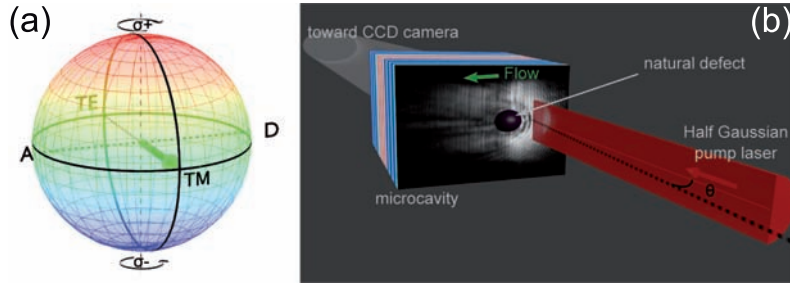 (a)
σ+
TE
A
D
TM
σ-
(b)
toward CCD camera
Flow
natural defect
Half Gaussian
pump laser
θ
microcavity